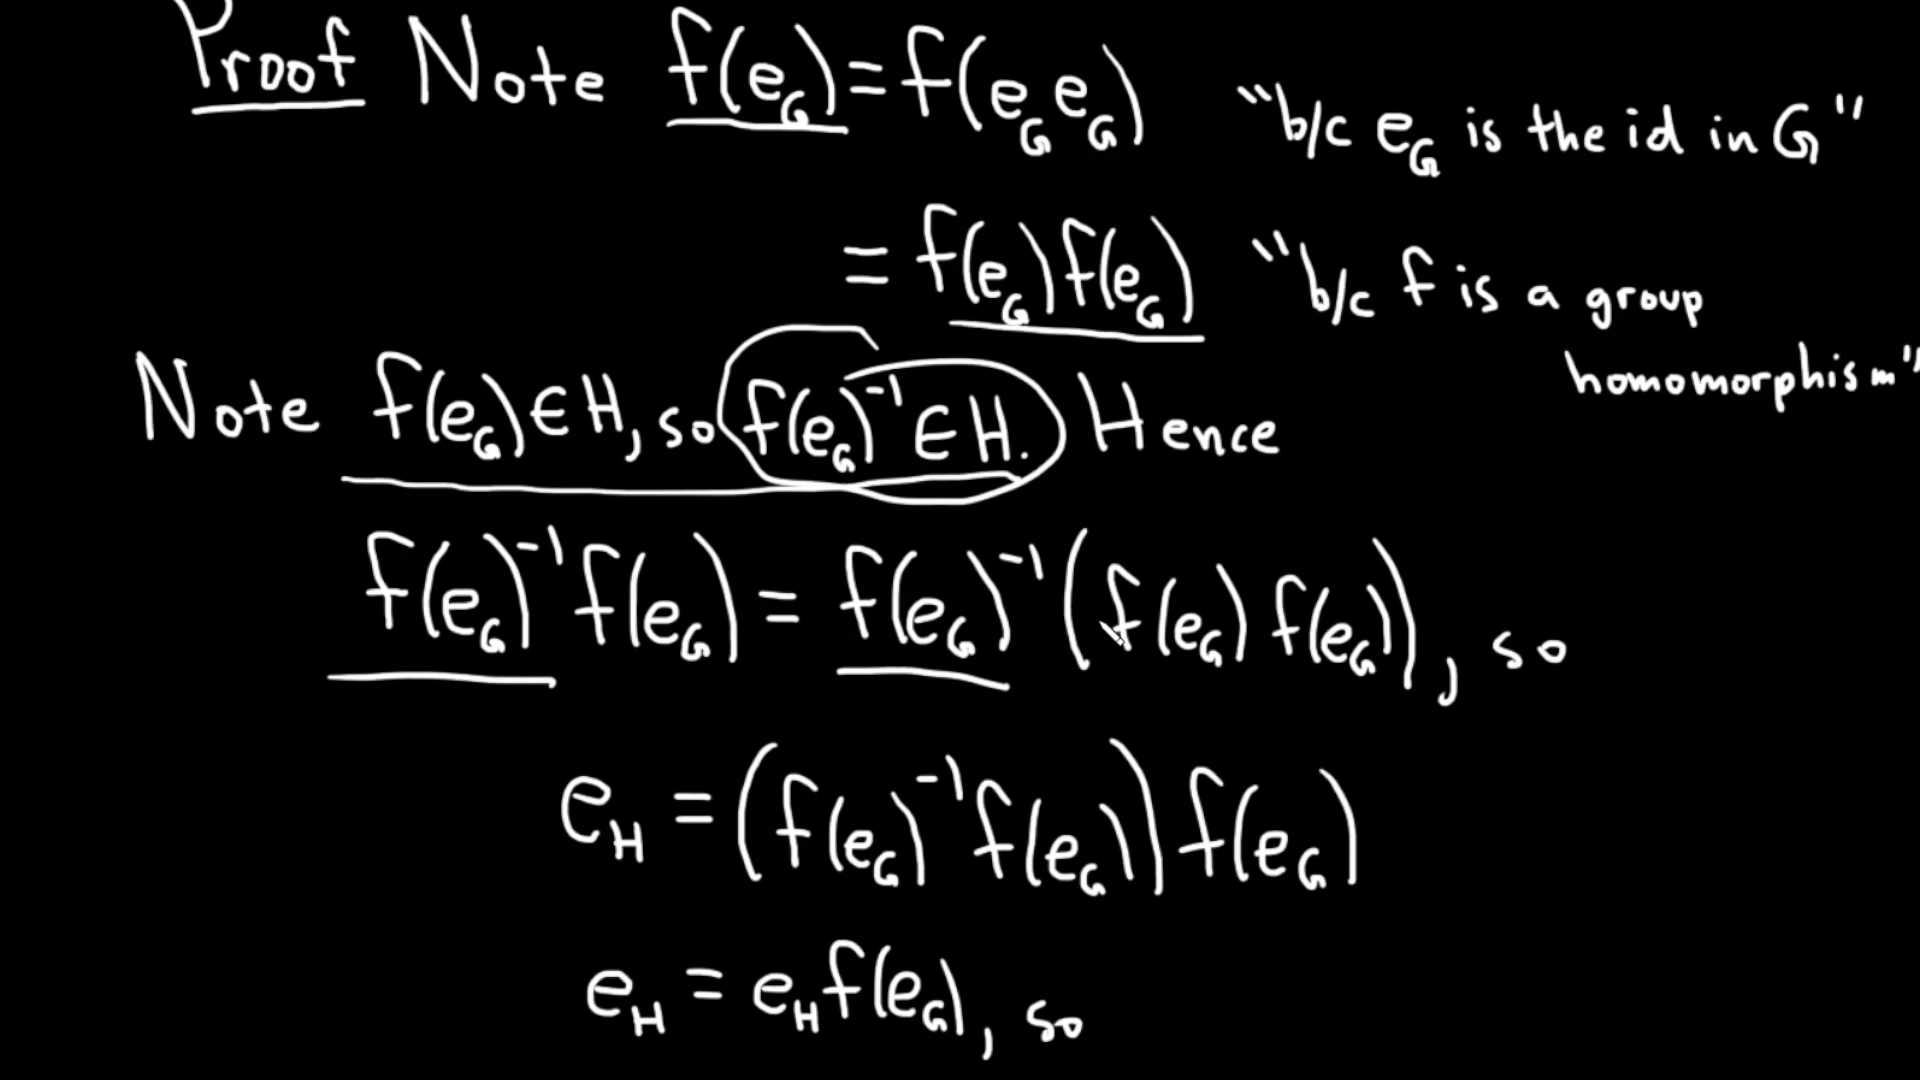 Proof Note f(e_G) = f(e_G e_G) "b/c e_G is the id in G"
= f(e_G) f(e_G) "b/c f is a group
homomorphism"
Note f(e_G) ∈ H, so f(e_G)⁻¹ ∈ H. Hence
f(e_G)⁻¹ f(e_G) = f(e_G)⁻¹ (f(e_G) f(e_G)), so
e_H = (f(e_G)⁻¹ f(e_G)) f(e_G)
e_H = e_H f(e_G), so